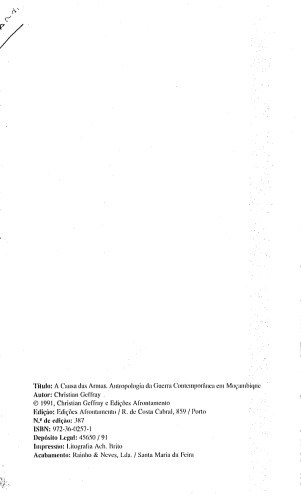 Título: A Causa das Armas. Antropologia da Guerra Contemporânea em Moçambique
Autor: Christian Geffray
© 1991, Christian Geffray e Edições Afrontamento
Edição: Edições Afrontamento / R. de Costa Cabral, 859 / Porto
N.º de edição: 387
ISBN: 972-36-0257-1
Depósito Legal: 45650 / 91
Impressão: Litografia Ach. Brito
Acabamento: Rainho & Neves, Lda. / Santa Maria da Feira